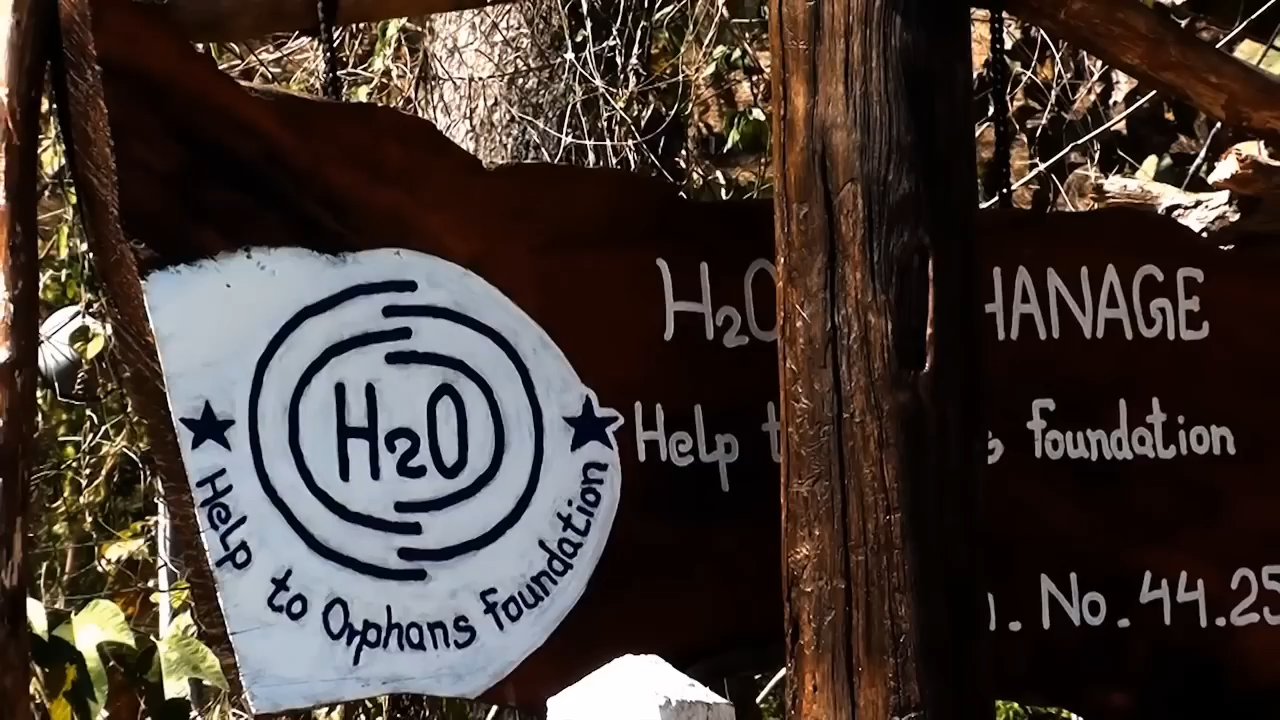 H2O
Help to Orphans foundation
H2O HANAGE
Help foundation
. No. 44.25